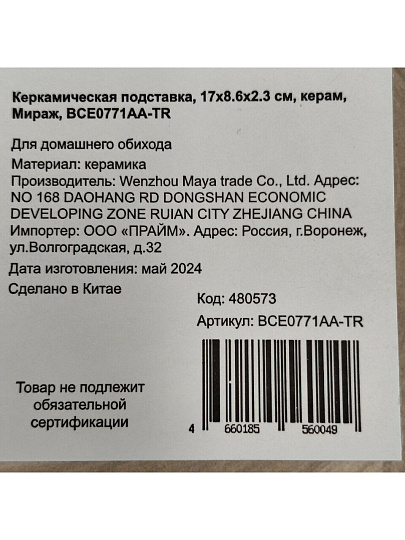 Керкамическая подставка, 17х8.6х2.3 см, керам,
Мираж, BCE0771AA-TR
Для домашнего обихода
Материал: керамика
Производитель: Wenzhou Maya trade Co., Ltd. Адрес:
NO 168 DAOHANG RD DONGSHAN ECONOMIC
DEVELOPING ZONE RUIAN CITY ZHEJIANG CHINA
Импортер: ООО «ПРАЙМ». Адрес: Россия, г.Воронеж,
ул.Волгоградская, д.32
Дата изготовления: май 2024
Сделано в Китае
Код: 480573
Артикул: BCE0771AA-TR
Товар не подлежит
обязательной
сертификации
4 660185 560049